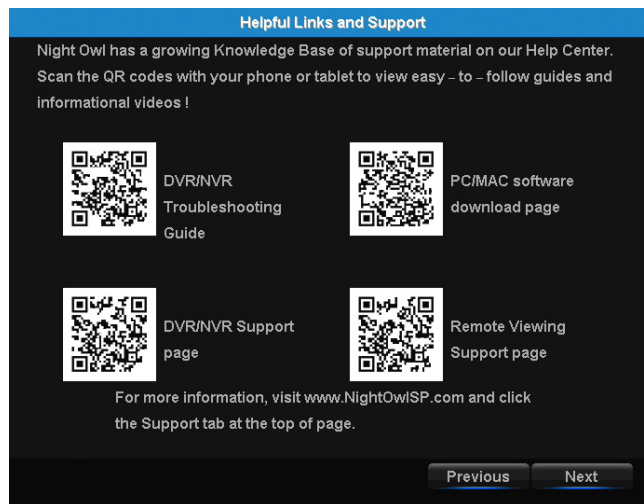 Helpful Links and Support
Night Owl has a growing Knowledge Base of support material on our Help Center.
Scan the QR codes with your phone or tablet to view easy – to – follow guides and
informational videos !
DVR/NVR
Troubleshooting
Guide
PC/MAC software
download page
DVR/NVR Support
page
Remote Viewing
Support page
For more information, visit www.NightOwlSP.com and click
the Support tab at the top of page.
Previous
Next